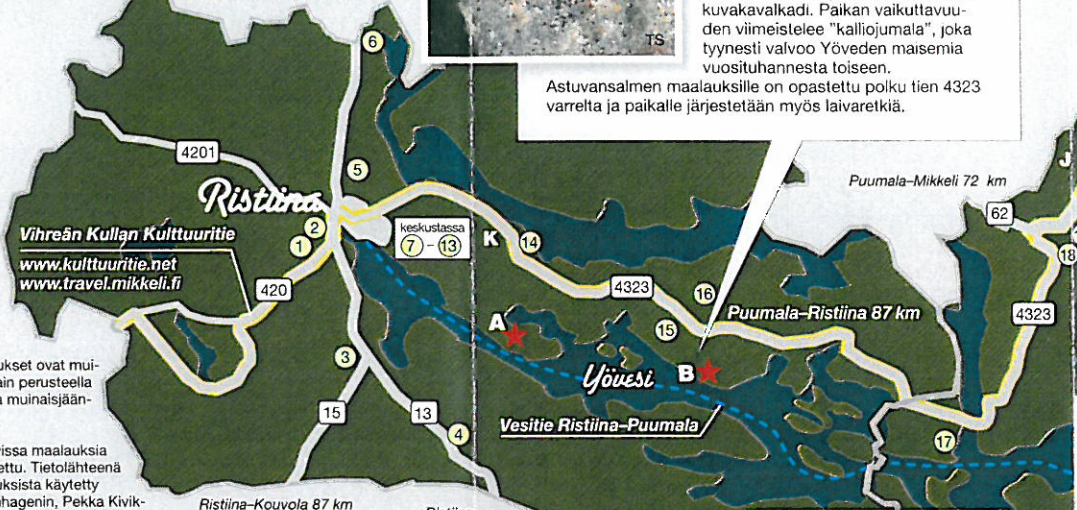 kuvakavalkadi. Paikan vaikuttavuu-
den viimeistelee "kalliojumala", joka
tyynesti valvoo Yöveden maisemia
vuosituhannesta toiseen.
Astuvansalmen maalauksille on opastettu polku tien 4323
varrelta ja paikalle järjestetään myös laivaretkiä.
TS
6
4201
5
Ristiina
Puumala–Mikkeli 72 km
J
62
18
Vihreän Kullan Kulttuuritie
www.kulttuuritie.net
www.travel.mikkeli.fi
2
1
keskustassa
7 – 13
K
14
420
4323
16
15
Puumala–Ristiina 87 km
4323
A
B
Yövesi
3
Vesitie Ristiina–Puumala
15
13
4
17
ukset ovat mui-
ain perusteella
a muinaisjään-
issa maalauksia
ettu. Tietolähteenä
uksista käytetty
nhagenin, Pekka Kivik-
Ristiina–Kouvola 87 km